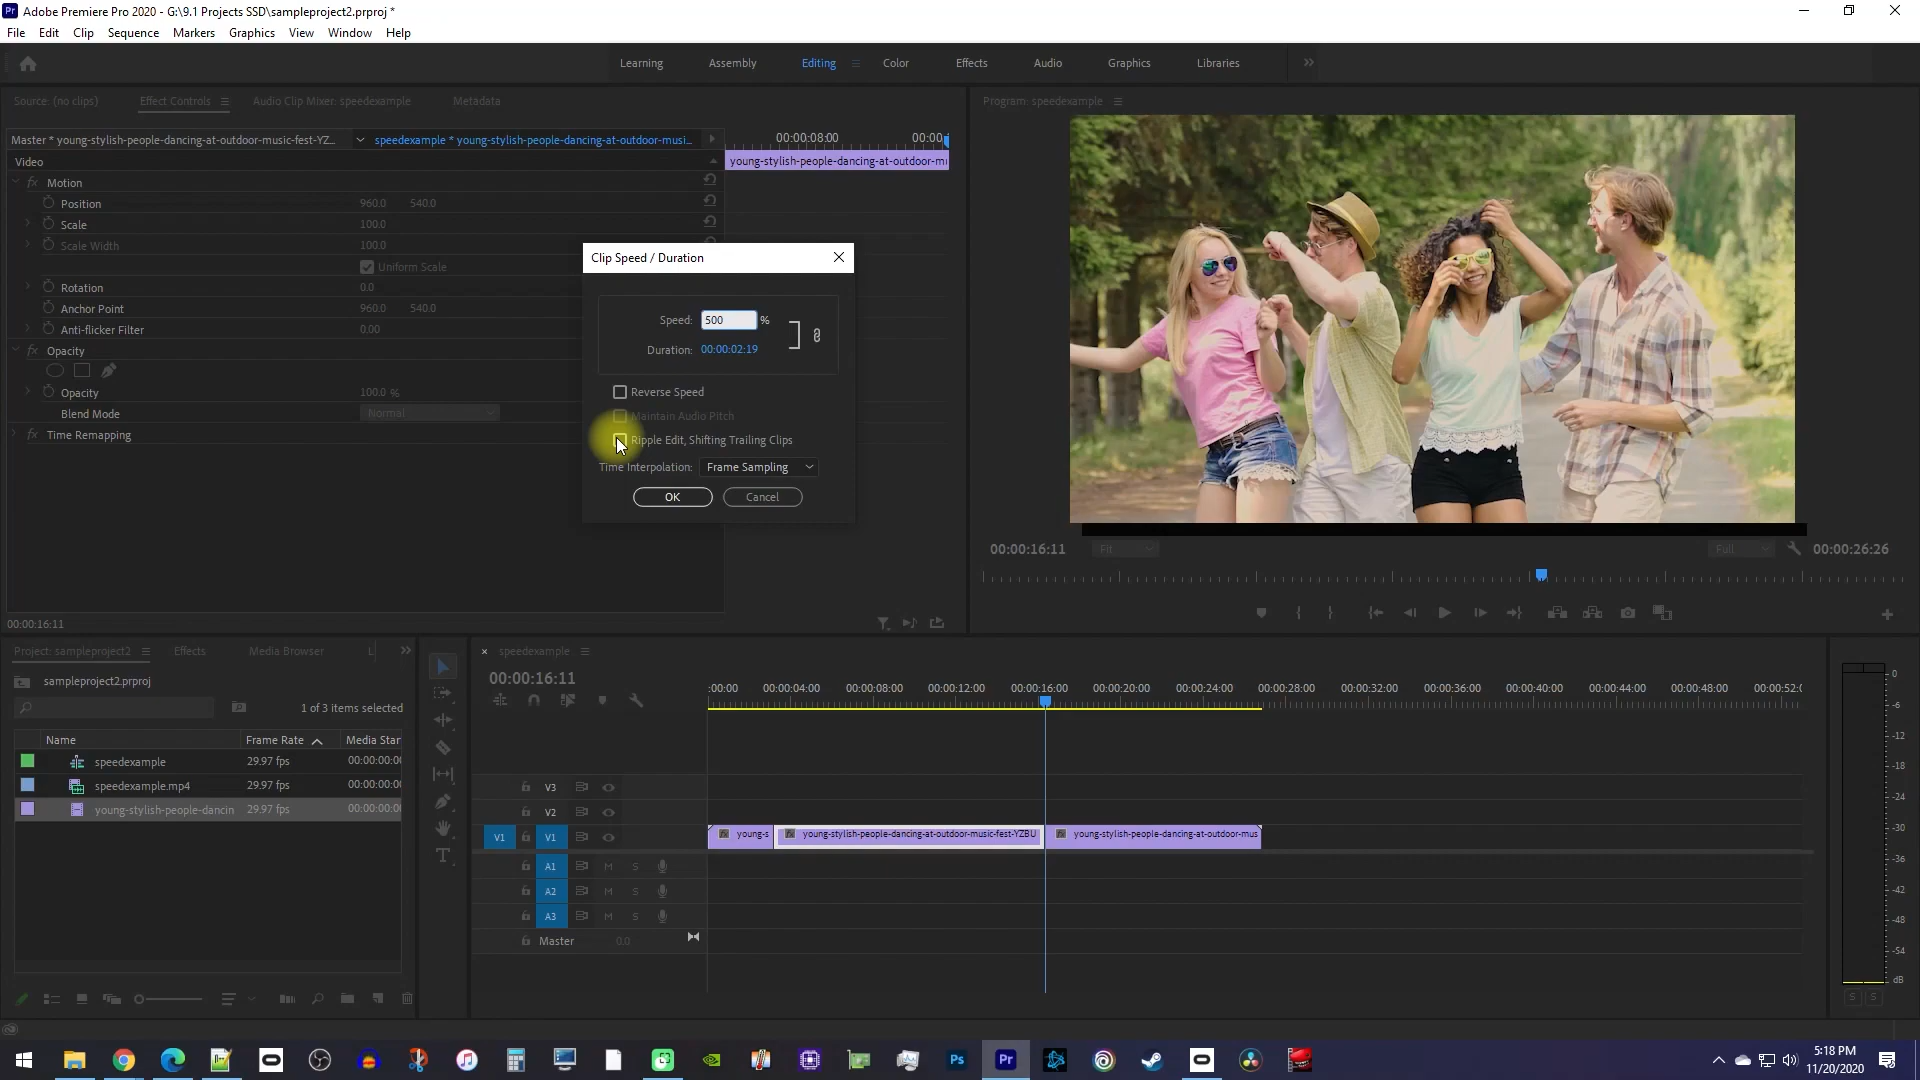 Pr Adobe Premiere Pro 2020 - G:\9.1 Projects SSD\sampleproject2.prproj *
File Edit Clip Sequence Markers Graphics View Window Help
Learning Assembly Editing Color Effects Audio Graphics Libraries
Source: (no clips) Effect Controls Audio Clip Mixer: speedexample Metadata
Program: speedexample
Master * young-stylish-people-dancing-at-outdoor-music-fest-YZ... speedexample * young-stylish-people-dancing-at-outdoor-musi...
00:00:08:00 00:00
Video
young-stylish-people-dancing-at-outdoor-mu
fx Motion
Position 960.0 540.0
Scale 100.0
Scale Width 100.0
Uniform Scale
Rotation 0.0
Anchor Point 960.0 540.0
Anti-flicker Filter 0.00
fx Opacity
Opacity 100.0 %
Blend Mode Normal
fx Time Remapping
00:00:16:11
Clip Speed / Duration
Speed: 500 %
Duration: 00:00:02:19
Reverse Speed
Maintain Audio Pitch
Ripple Edit, Shifting Trailing Clips
Time Interpolation: Frame Sampling
OK Cancel
00:00:16:11 Fit Full 00:00:26:26
Project: sampleproject2 Effects Media Browser L
sampleproject2.prproj
1 of 3 items selected
Name Frame Rate Media Star
speedexample 29.97 fps 00:00:00:00
speedexample.mp4 29.97 fps 00:00:00:00
young-stylish-people-dancin 29.97 fps 00:00:00:00
speedexample
00:00:16:11
:00:00 00:00:04:00 00:00:08:00 00:00:12:00 00:00:16:00 00:00:20:00 00:00:24:00 00:00:28:00 00:00:32:00 00:00:36:00 00:00:40:00 00:00:44:00 00:00:48:00 00:00:52:0
V3
V2
V1 V1
fx young-s fx young-stylish-people-dancing-at-outdoor-music-fest-YZBU fx young-stylish-people-dancing-at-outdoor-mus
A1 M S
A2 M S
A3 M S
Master 0.0
0
-6
-12
-18
-24
-30
-36
-42
-48
-54
dB
S S
Ps Pr
5:18 PM
11/20/2020